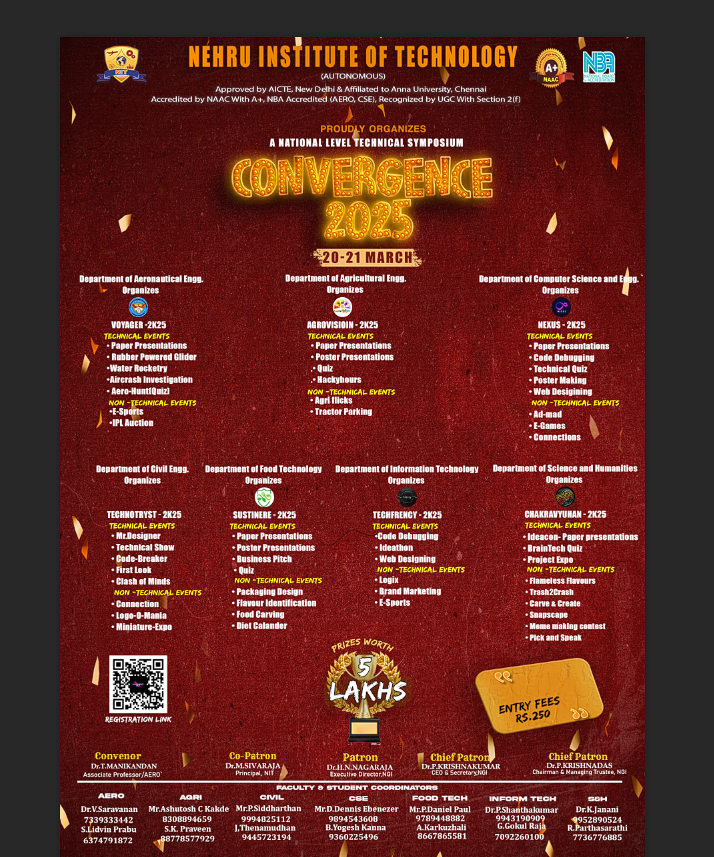 NEHRU INSTITUTE OF TECHNOLOGY
(AUTONOMOUS)
Approved by AICTE, New Delhi & Affiliated to Anna University, Chennai
Accredited by NAAC With A+, NBA Accredited (AERO, CSE), Recognized by UGC With Section 2(f)
A+
NAAC
NBA
PROUDLY ORGANIZES
A NATIONAL LEVEL TECHNICAL SYMPOSIUM
CONVERGENCE
2025
20-21 MARCH
Department of Aeronautical Engg.
Organizes
VOYAGER -2K25
TECHNICAL EVENTS
• Paper Presentations
• Rubber Powered Glider
•Water Rocketry
•Aircrash Investigation
• Aero-Hunt(Quiz)
NON -TECHNICAL EVENTS
•E-Sports
•IPL Auction
Department of Agricultural Engg.
Organizes
AGROVISIOIN - 2K25
TECHNICAL EVENTS
• Paper Presentations
• Poster Presentations
• Quiz
• Hackyhours
NON -TECHNICAL EVENTS
• Agri flicks
• Tractor Parking
Department of Computer Science and Engg.
Organizes
NEXUS - 2K25
TECHNICAL EVENTS
• Paper Presentations
• Code Debugging
• Technical Quiz
• Poster Making
• Web Desigining
NON -TECHNICAL EVENTS
• Ad-mad
• E-Games
• Connections
Department of Civil Engg.
Organizes
TECHNOTRYST - 2K25
TECHNICAL EVENTS
• Mr.Designer
• Technical Show
• Code-Breaker
• First Look
• Clash of Minds
NON -TECHNICAL EVENTS
• Connection
• Logo-O-Mania
• Miniature-Expo
Department of Food Technology
Organizes
SUSTINERE - 2K25
TECHNICAL EVENTS
• Paper Presentations
• Poster Presentations
• Business Pitch
• Quiz
NON -TECHNICAL EVENTS
• Packaging Design
• Flavour Identification
• Food Carving
• Diet Calander
Department of Information Technology
Organizes
TECHFRENCY - 2K25
TECHNICAL EVENTS
•Code Debugging
• Ideathon
• Web Designing
NON -TECHNICAL EVENTS
• Logix
• Brand Marketing
• E-Sports
Department of Science and Humanities
Organizes
CHAKRAVYUHAN - 2K25
TECHNICAL EVENTS
• Ideacon- Paper presentations
• BrainTech Quiz
• Project Expo
NON -TECHNICAL EVENTS
• Flameless Flavours
• Trash2Crash
• Carve & Create
• Snapscape
• Meme making contest
• Pick and Speak
REGISTRATION LINK
PRIZES WORTH
5
LAKHS
ENTRY FEES
RS.250
Convenor
Dr.T.MANIKANDAN
Associate Professor/AERO
Co-Patron
Dr.M.SIVARAJA
Principal, NIT
Patron
Dr.H.N.NAGARAJA
Executive Director,NGI
Chief Patron
Dr.P.KRISHNAKUMAR
CEO & Secretary,NGI
Chief Patron
Dr.P.KRISHNADAS
Chairman & Managing Trustee, NGI
FACULTY & STUDENT COORDINATORS
AERO
Dr.V.Saravanan
7339333442
S.Lidvin Prabu
6374791872
AGRI
Mr.Ashutosh C Kakde
8308894659
S.K. Praveen
88778577929
CIVIL
Mr.P.Siddharthan
9994825112
J,Thenamudhan
9445723194
CSE
Mr.D.Dennis Ebenezer
9894543608
B.Yogesh Kanna
9360225496
FOOD TECH
Mr.P.Daniel Paul
9789448882
A.Karkuzhali
8667865581
INFORM TECH
Dr.P.Shanthakumar
9943190909
G.Gokul Raja
7092260100
S&H
Dr.K.Janani
9952890524
R.Parthasarathi
7736776885